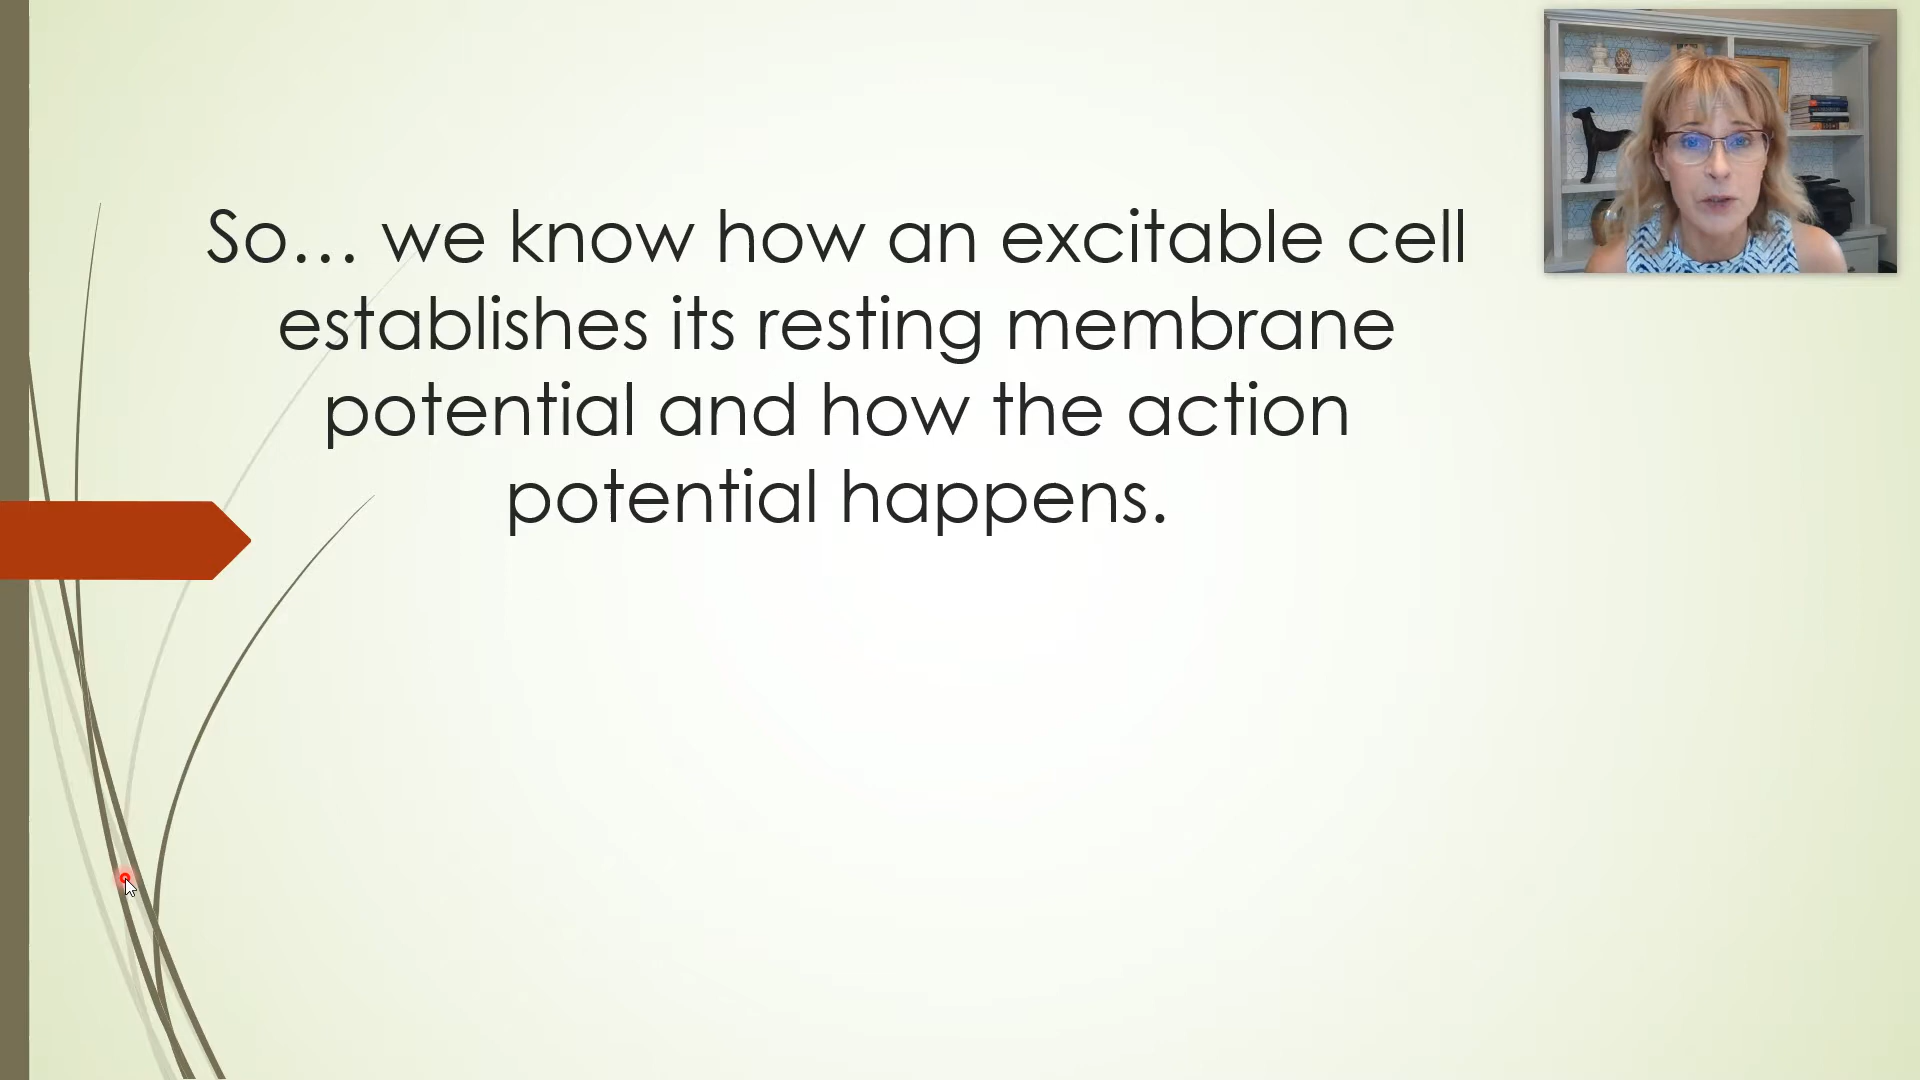 So... we know how an excitable cell
establishes its resting membrane
potential and how the action
potential happens.